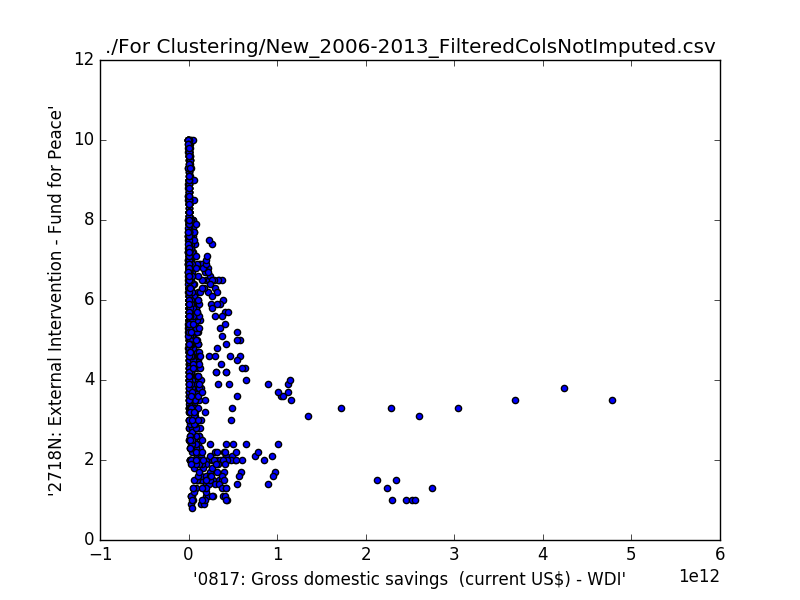 ./For Clustering/New_2006-2013_FilteredColsNotImputed.csv
12
10
8
6
4
2
0
'2718N: External Intervention - Fund for Peace'
−1 0 1 2 3 4 5 6
1e12
'0817: Gross domestic savings  (current US$) - WDI'